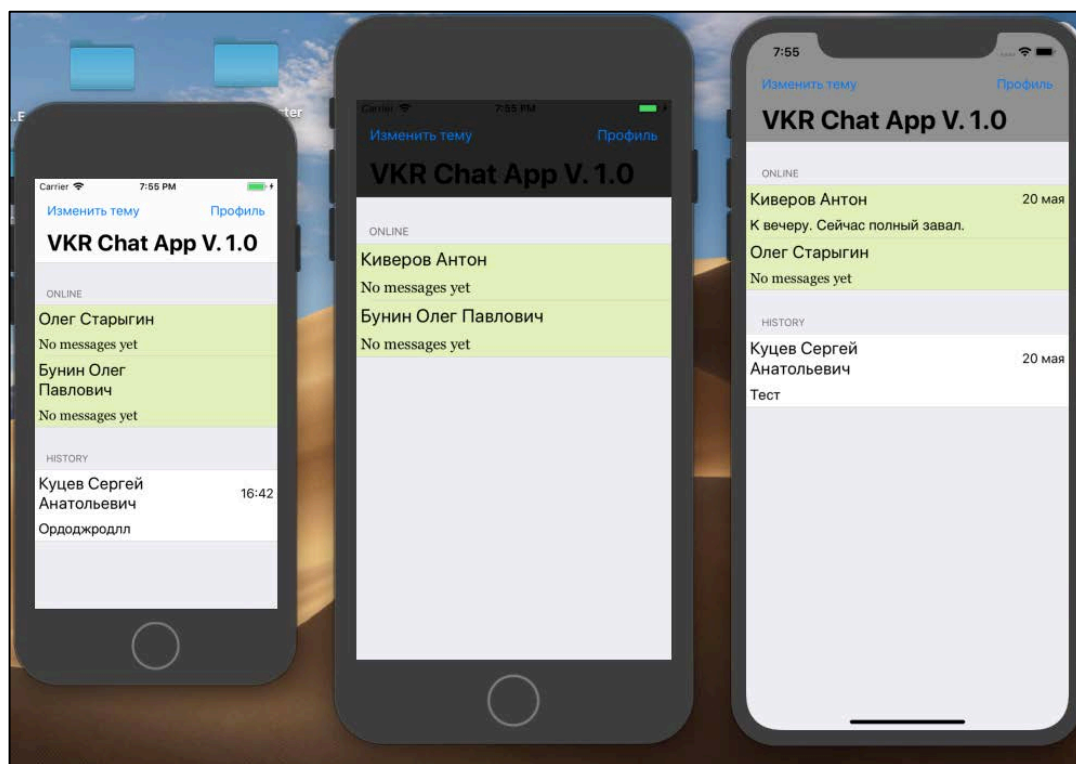 ter
Carrier
7:55 PM
Изменить тему
Профиль
VKR Chat App V. 1.0
ONLINE
Олег Старыгин
No messages yet
Бунин Олег
Павлович
No messages yet
HISTORY
Куцев Сергей
Анатольевич
16:42
Ордоджродлл
Carrier
7:55 PM
Изменить тему
Профиль
VKR Chat App V. 1.0
ONLINE
Киверов Антон
No messages yet
Бунин Олег Павлович
No messages yet
7:55
Изменить тему
Профиль
VKR Chat App V. 1.0
ONLINE
Киверов Антон
20 мая
К вечеру. Сейчас полный завал.
Олег Старыгин
No messages yet
HISTORY
Куцев Сергей
Анатольевич
20 мая
Тест